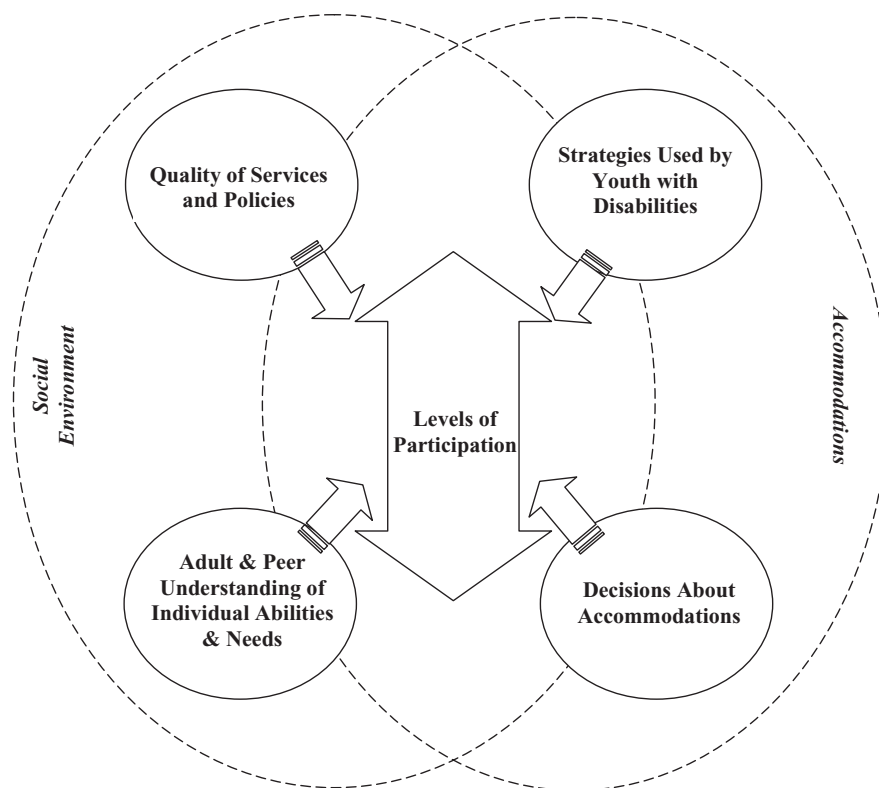 Quality of Services
and Policies
Strategies Used by
Youth with
Disabilities
Social
Environment
Accommodations
Levels of
Participation
Adult & Peer
Understanding of
Individual Abilities
& Needs
Decisions About
Accommodations